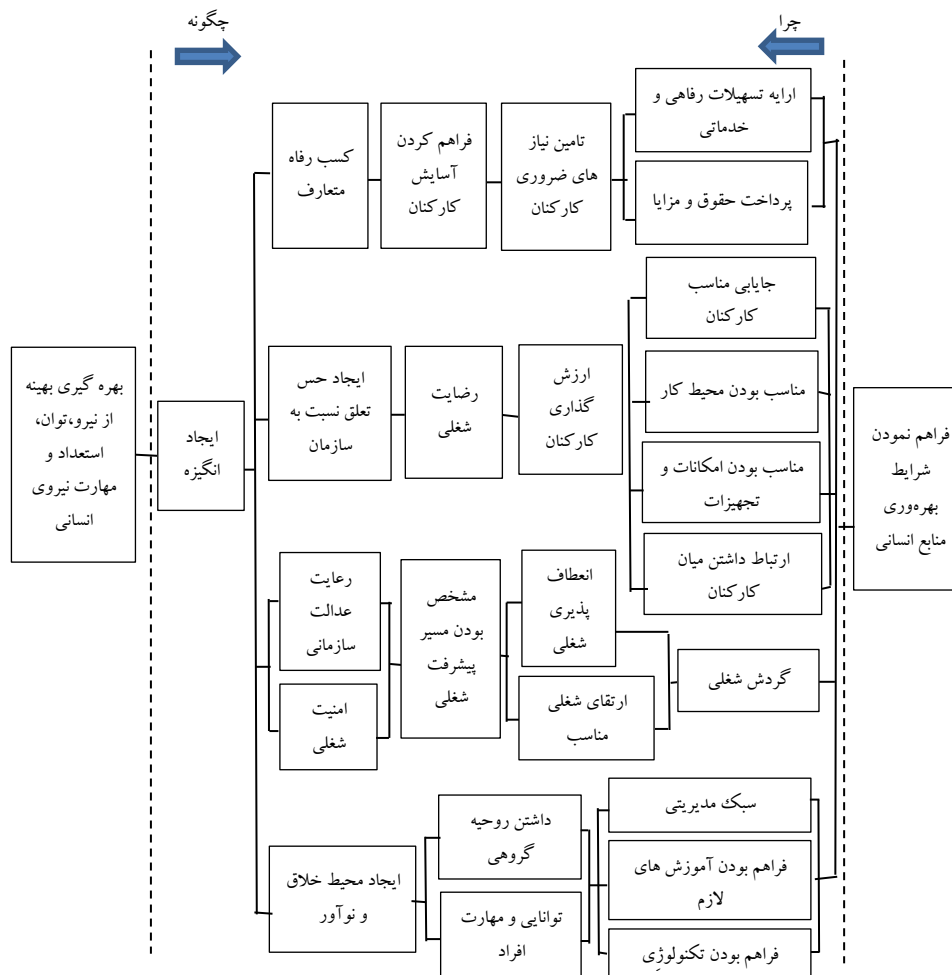 چگونه
چرا
ارایه تسهیلات رفاهی و
خدماتی
پرداخت حقوق و مزایا
تامین نیاز
های ضروری
کارکنان
فراهم کردن
آسایش
کارکنان
کسب رفاه
متعارف
جایابی مناسب
کارکنان
مناسب بودن محیط کار
مناسب بودن امکانات و
تجهیزات
ارتباط داشتن میان
کارکنان
ارزش
گذاری
کارکنان
رضایت
شغلی
ایجاد حس
تعلق نسبت به
سازمان
فراهم نمودن
شرایط
بهره‌وری
منابع انسانی
ایجاد
انگیزه
بهره گیری بهینه
از نیرو،توان،
استعداد و
مهارت نیروی
انسانی
گردش شغلی
انعطاف
پذیری
شغلی
ارتقای شغلی
مناسب
مشخص
بودن مسیر
پیشرفت
شغلی
رعایت
عدالت
سازمانی
امنیت
شغلی
سبک مدیریتی
فراهم بودن آموزش های
لازم
فراهم بودن تکنولوژی
داشتن روحیه
گروهی
توانایی و مهارت
افراد
ایجاد محیط خلاق
و نوآور